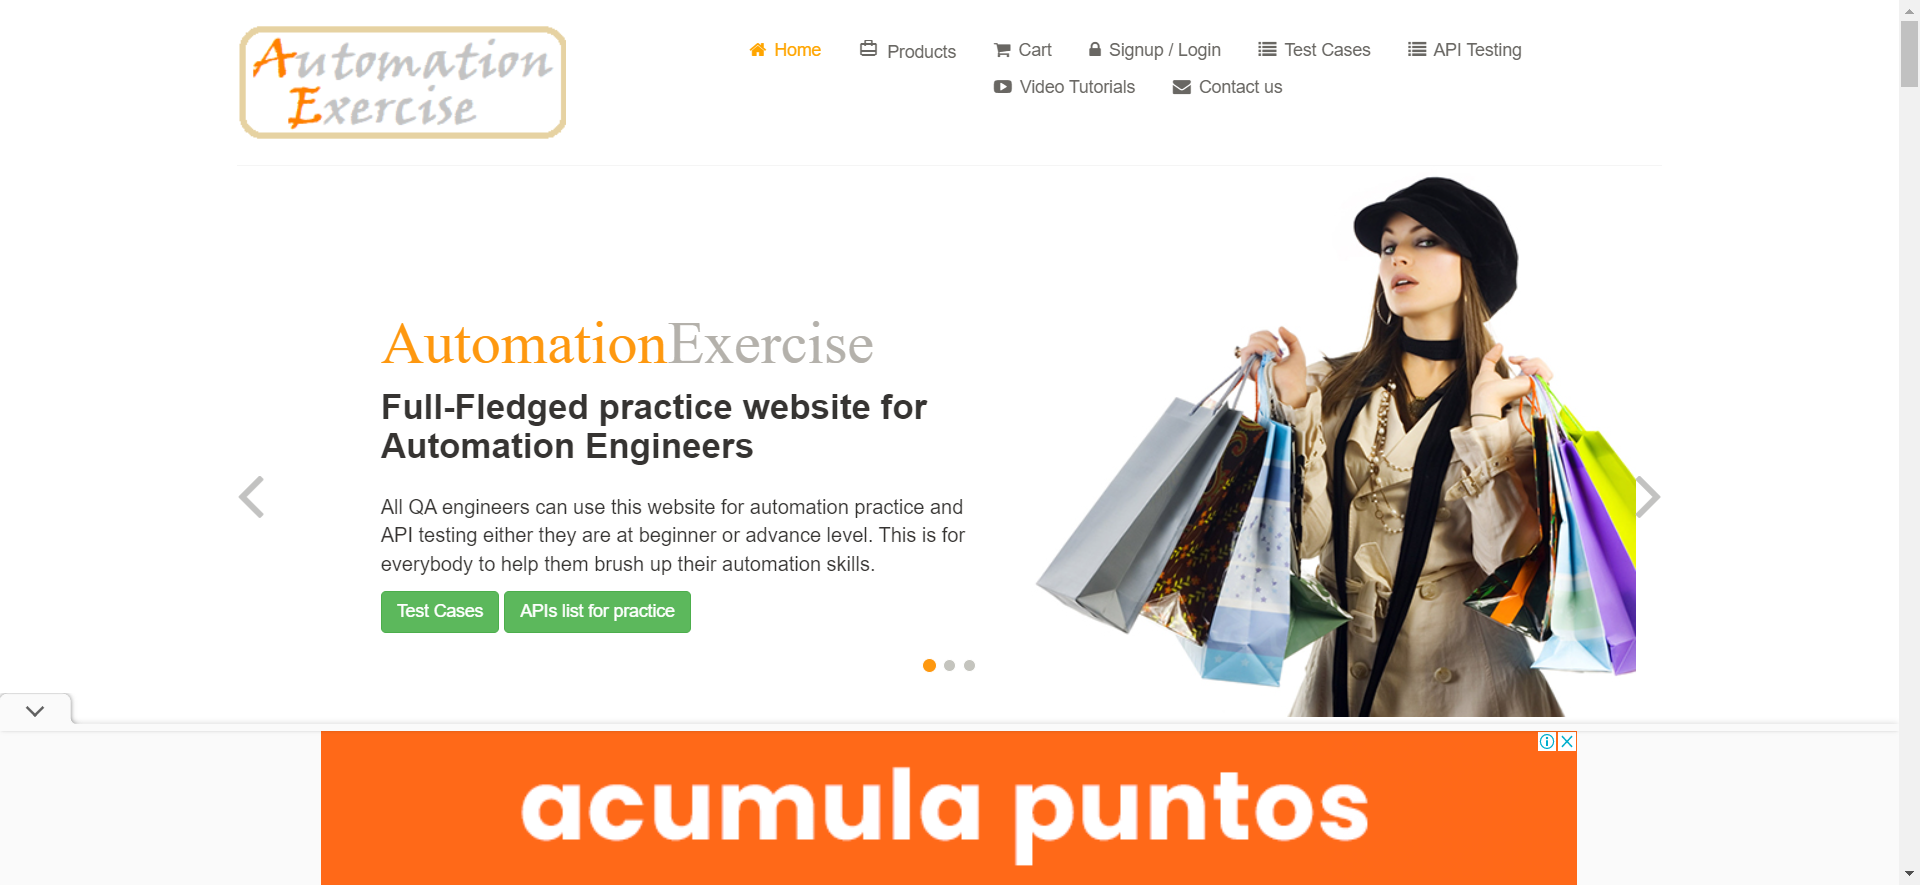 Automation
Exercise
Home
Products
Cart
Signup / Login
Test Cases
API Testing
Video Tutorials
Contact us
AutomationExercise
Full-Fledged practice website for
Automation Engineers
All QA engineers can use this website for automation practice and
API testing either they are at beginner or advance level. This is for
everybody to help them brush up their automation skills.
Test Cases
APIs list for practice
acumula puntos